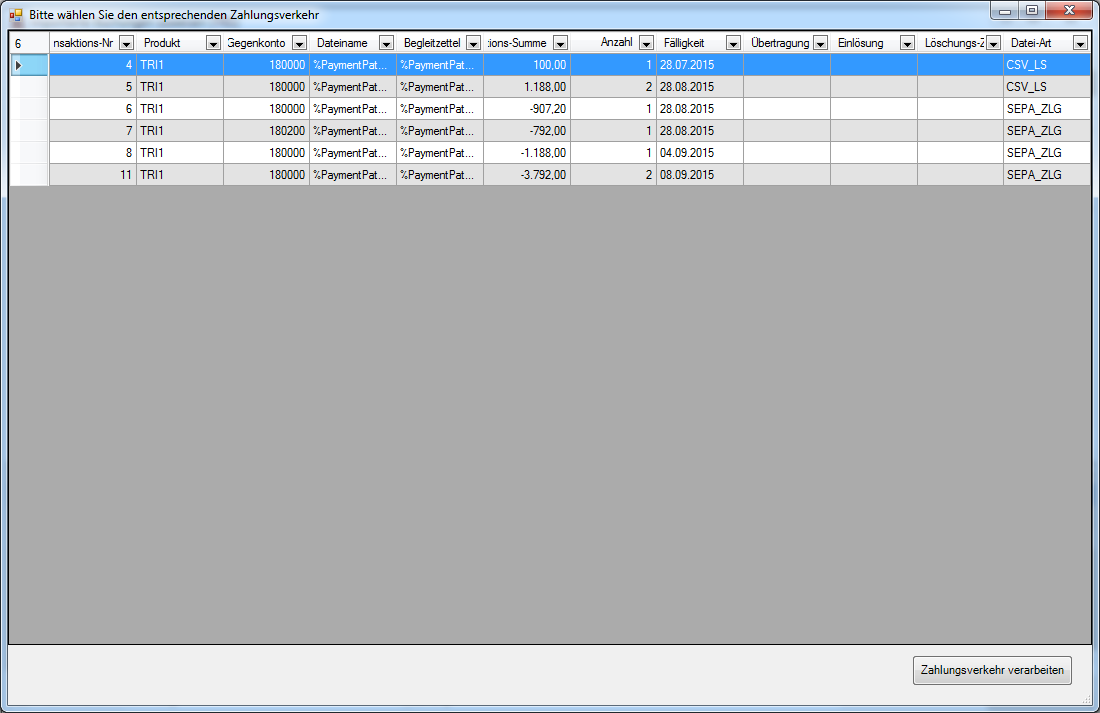 Bitte wählen Sie den entsprechenden Zahlungsverkehr
6 nsaktions-Nr Produkt Gegenkonto Dateiname Begleitzettel tions-Summe Anzahl Fälligkeit Übertragung Einlösung Löschungs-Z Datei-Art
4 TRI1 180000 %PaymentPat... %PaymentPat... 100,00 1 28.07.2015 CSV_LS
5 TRI1 180000 %PaymentPat... %PaymentPat... 1.188,00 2 28.08.2015 CSV_LS
6 TRI1 180000 %PaymentPat... %PaymentPat... -907,20 1 28.08.2015 SEPA_ZLG
7 TRI1 180200 %PaymentPat... %PaymentPat... -792,00 1 28.08.2015 SEPA_ZLG
8 TRI1 180000 %PaymentPat... %PaymentPat... -1.188,00 1 04.09.2015 SEPA_ZLG
11 TRI1 180000 %PaymentPat... %PaymentPat... -3.792,00 2 08.09.2015 SEPA_ZLG
Zahlungsverkehr verarbeiten